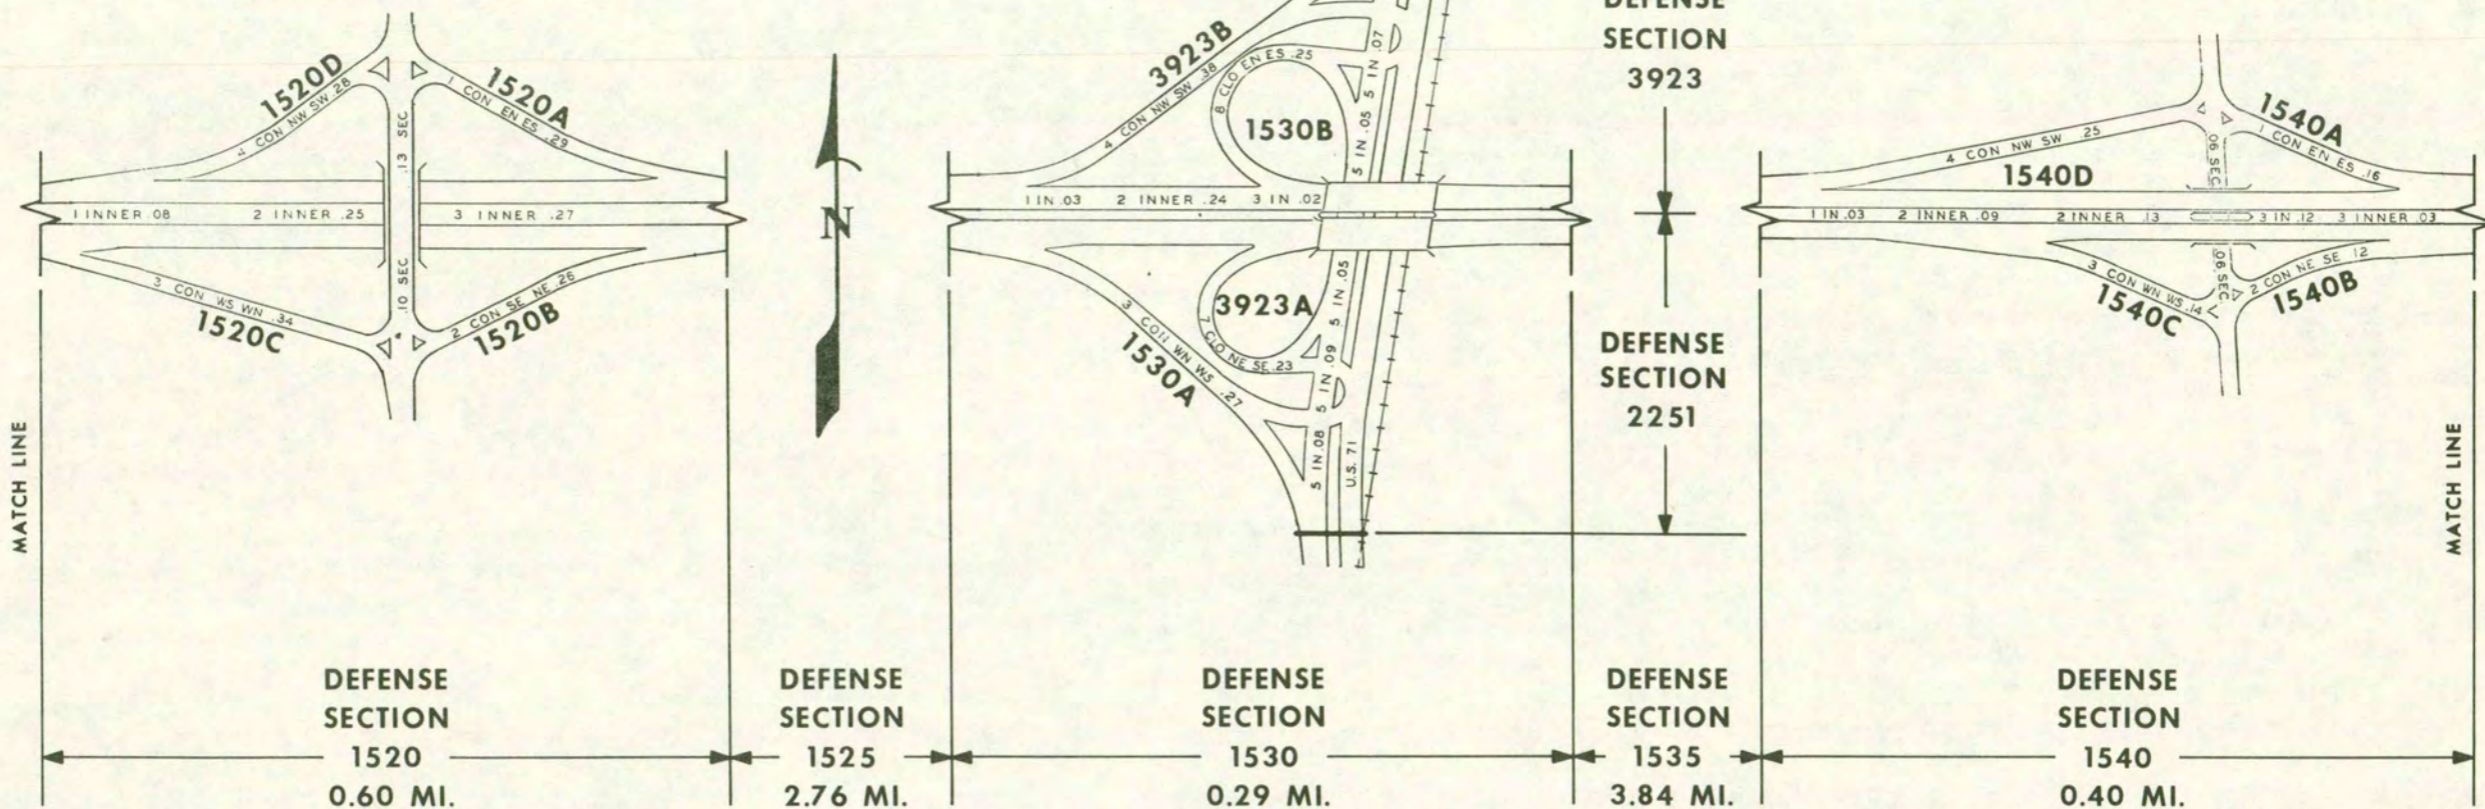 1520D
4 CON NW SW .28
1520A
1 CON EN ES .29
.13 SEC
1 INNER .08
2 INNER .25
3 INNER .27
.10 SEC
3 CON WS WN .34
1520C
2 CON SE NE .26
1520B
MATCH LINE
N
3923B
4 CON NW SW .38
8 CLO EN ES .25
1530B
5 IN .07
5 IN .05
5 IN
1 IN .03
2 INNER .24
3 IN .02
3923A
7 CLO NE SE .23
3 CON WN WS .27
1530A
5 IN .05
5 IN .09
5 IN .08
U.S. 71
DEFENSE
SECTION
3923
DEFENSE
SECTION
2251
4 CON NW SW .25
1540D
1540A
1 CON EN ES .16
.06 SEC
1 IN .03
2 INNER .09
2 INNER .13
3 IN .12
3 INNER .03
.06 SEC.
3 CON WN WS .14
1540C
2 CON NE SE .12
1540B
MATCH LINE
DEFENSE
SECTION
1520
0.60 MI.
DEFENSE
SECTION
1525
2.76 MI.
DEFENSE
SECTION
1530
0.29 MI.
DEFENSE
SECTION
1535
3.84 MI.
DEFENSE
SECTION
1540
0.40 MI.